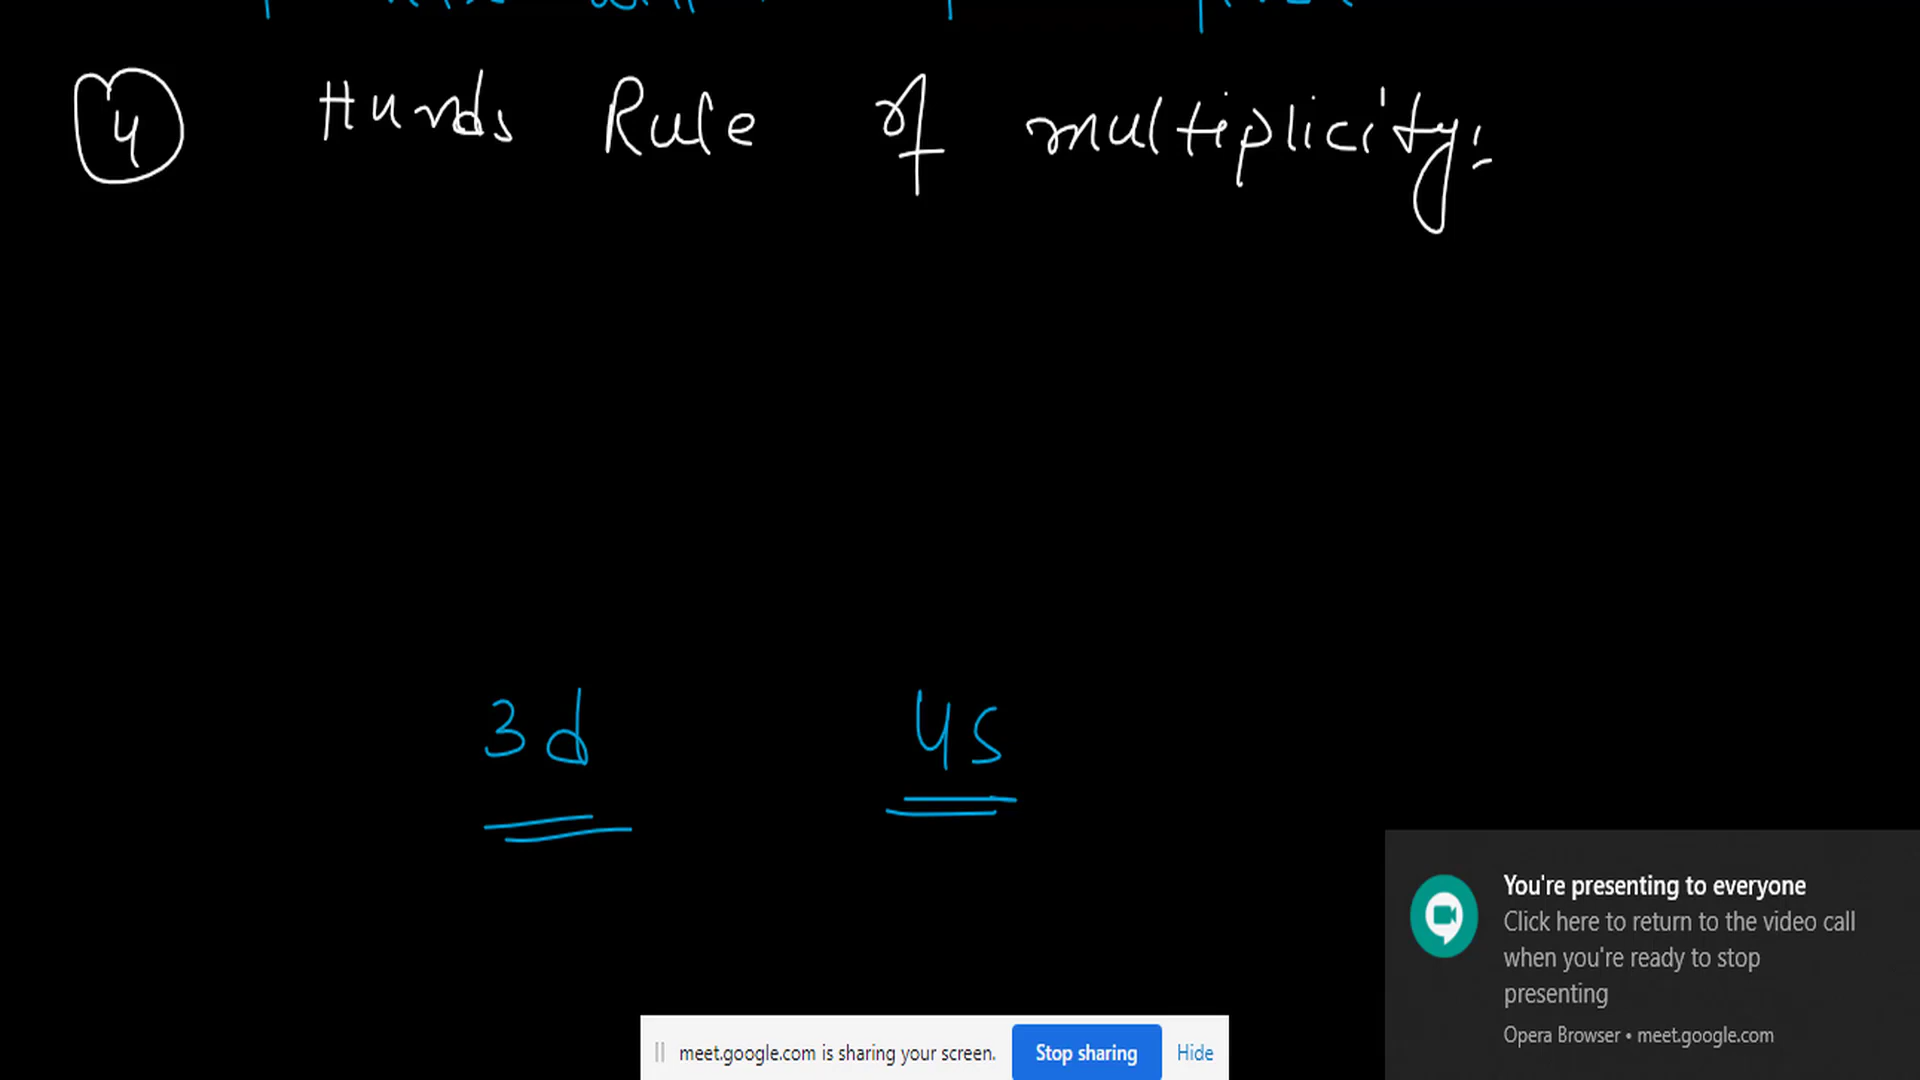 4 Hunds Rule of multiplicity:
3d 4s
You're presenting to everyone
Click here to return to the video call
when you're ready to stop
presenting
Opera Browser • meet.google.com
meet.google.com is sharing your screen. Stop sharing Hide